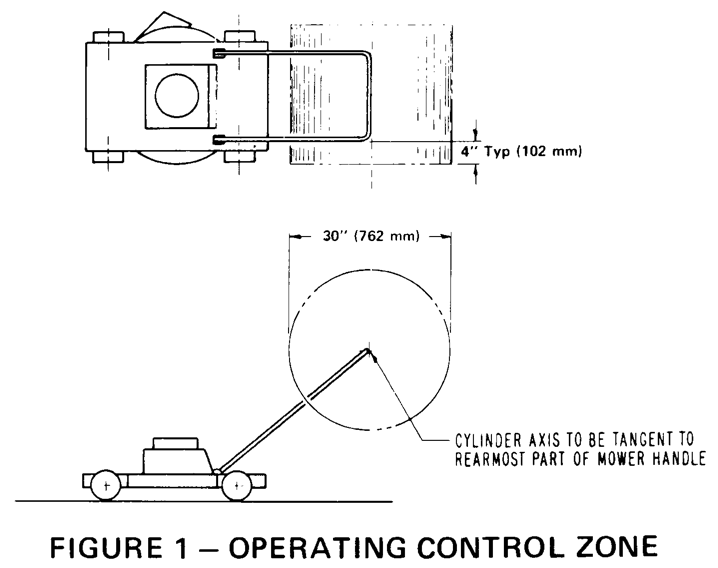 4″ Typ (102 mm)
30″ (762 mm)
CYLINDER AXIS TO BE TANGENT TO
REARMOST PART OF MOWER HANDLE
FIGURE 1 – OPERATING CONTROL ZONE